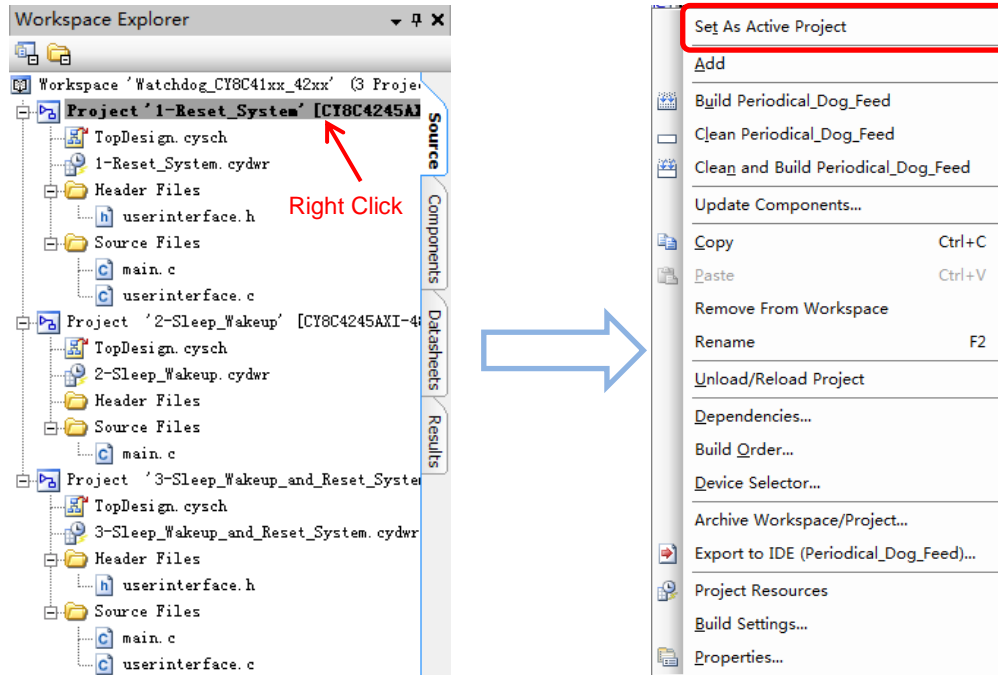 Workspace Explorer
Workspace 'Watchdog_CY8C41xx_42xx' (3 Proje
Project '1-Reset_System' [CY8C4245AX
TopDesign.cysch
1-Reset_System.cydwr
Header Files
userinterface.h
Source Files
main.c
userinterface.c
Project '2-Sleep_Wakeup' [CY8C4245AXI-48
TopDesign.cysch
2-Sleep_Wakeup.cydwr
Header Files
Source Files
main.c
Project '3-Sleep_Wakeup_and_Reset_System
TopDesign.cysch
3-Sleep_Wakeup_and_Reset_System.cydwr
Header Files
userinterface.h
Source Files
main.c
userinterface.c
Right Click
Source
Components
Datasheets
Results
Set As Active Project
Add
Build Periodical_Dog_Feed
Clean Periodical_Dog_Feed
Clean and Build Periodical_Dog_Feed
Update Components...
Copy Ctrl+C
Paste Ctrl+V
Remove From Workspace
Rename F2
Unload/Reload Project
Dependencies...
Build Order...
Device Selector...
Archive Workspace/Project...
Export to IDE (Periodical_Dog_Feed)...
Project Resources
Build Settings...
Properties...